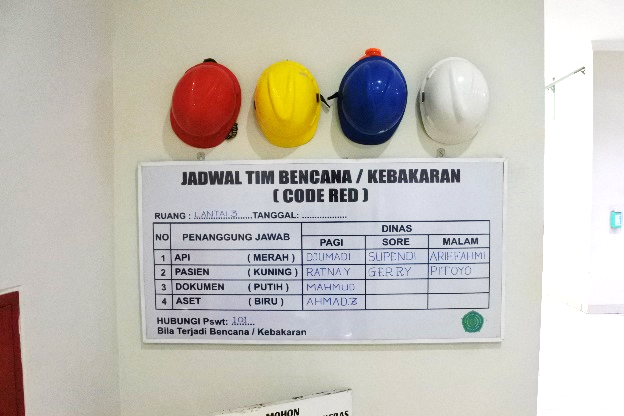 JADWAL TIM BENCANA / KEBAKARAN
( CODE RED )
RUANG : LANTAI 3 TANGGAL: ..................
NO PENANGGUNG JAWAB DINAS
PAGI SORE MALAM
1 API ( MERAH ) DJUMADI SUPENDI ARIEFAHMI
2 PASIEN ( KUNING ) RATNA Y GERRY PITOYO
3 DOKUMEN ( PUTIH ) MAHMUD
4 ASET ( BIRU ) AHMAD.Z
HUBUNGI Pswt: 101
Bila Terjadi Bencana / Kebakaran
MOHON